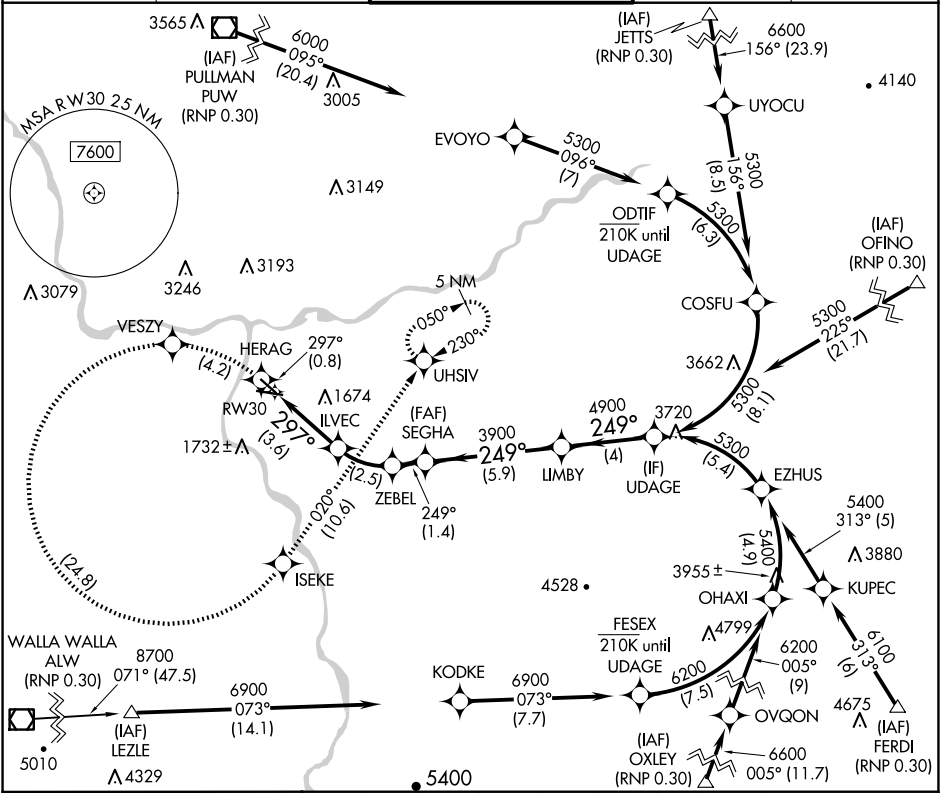 3565
(IAF)
PULLMAN
PUW
(RNP 0.30)
6000
095°
(20.4)
3005
(IAF)
JETTS
(RNP 0.30)
6600
156° (23.9)
4140
UYOCU
MSA RW30 25 NM
7600
EVOYO
5300
096°
(7)
5300
156°
(8.5)
3149
ODTIF
210K until
UDAGE
5300
(6.3)
(IAF)
OFINO
(RNP 0.30)
3079
3246
3193
5 NM
050°
230°
COSFU
5300
225°
(21.7)
VESZY
(4.2)
HERAG
297°
(0.8)
UHSIV
3662
5300
(8.1)
RW30
1674
ILVEC
297°
(3.6)
1732±
(FAF)
SEGHA
3900
249°
(5.9)
4900
249°
(4)
3720
LIMBY
(IF)
UDAGE
5300
(5.4)
EZHUS
(2.5)
ZEBEL
249°
(1.4)
020°
(10.6)
5400
313° (5)
(24.8)
ISEKE
4528
5400
(4.9)
3955±
3880
OHAXI
KUPEC
WALLA WALLA
ALW
(RNP 0.30)
8700
071° (47.5)
FESEX
210K until
UDAGE
4799
6200
(7.5)
6200
005°
(9)
6100
313°
(6)
KODKE
6900
073°
(7.7)
6900
073°
(14.1)
(IAF)
LEZLE
OVQON
4675
(IAF)
FERDI
(RNP 0.30)
5010
4329
5400
(IAF)
OXLEY
(RNP 0.30)
6600
005° (11.7)